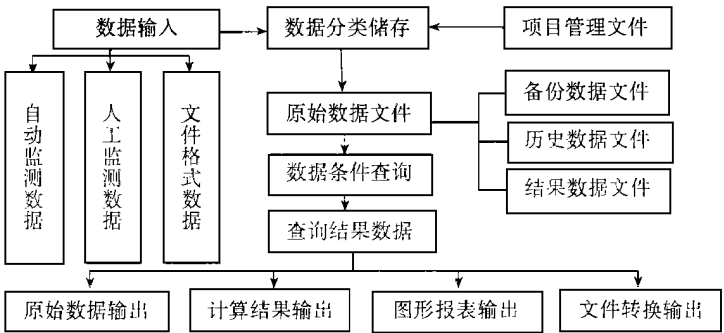 数据输入
数据分类储存
项目管理文件
自动监测数据
人工监测数据
文件格式数据
原始数据文件
备份数据文件
历史数据文件
结果数据文件
数据条件查询
查询结果数据
原始数据输出
计算结果输出
图形报表输出
文件转换输出